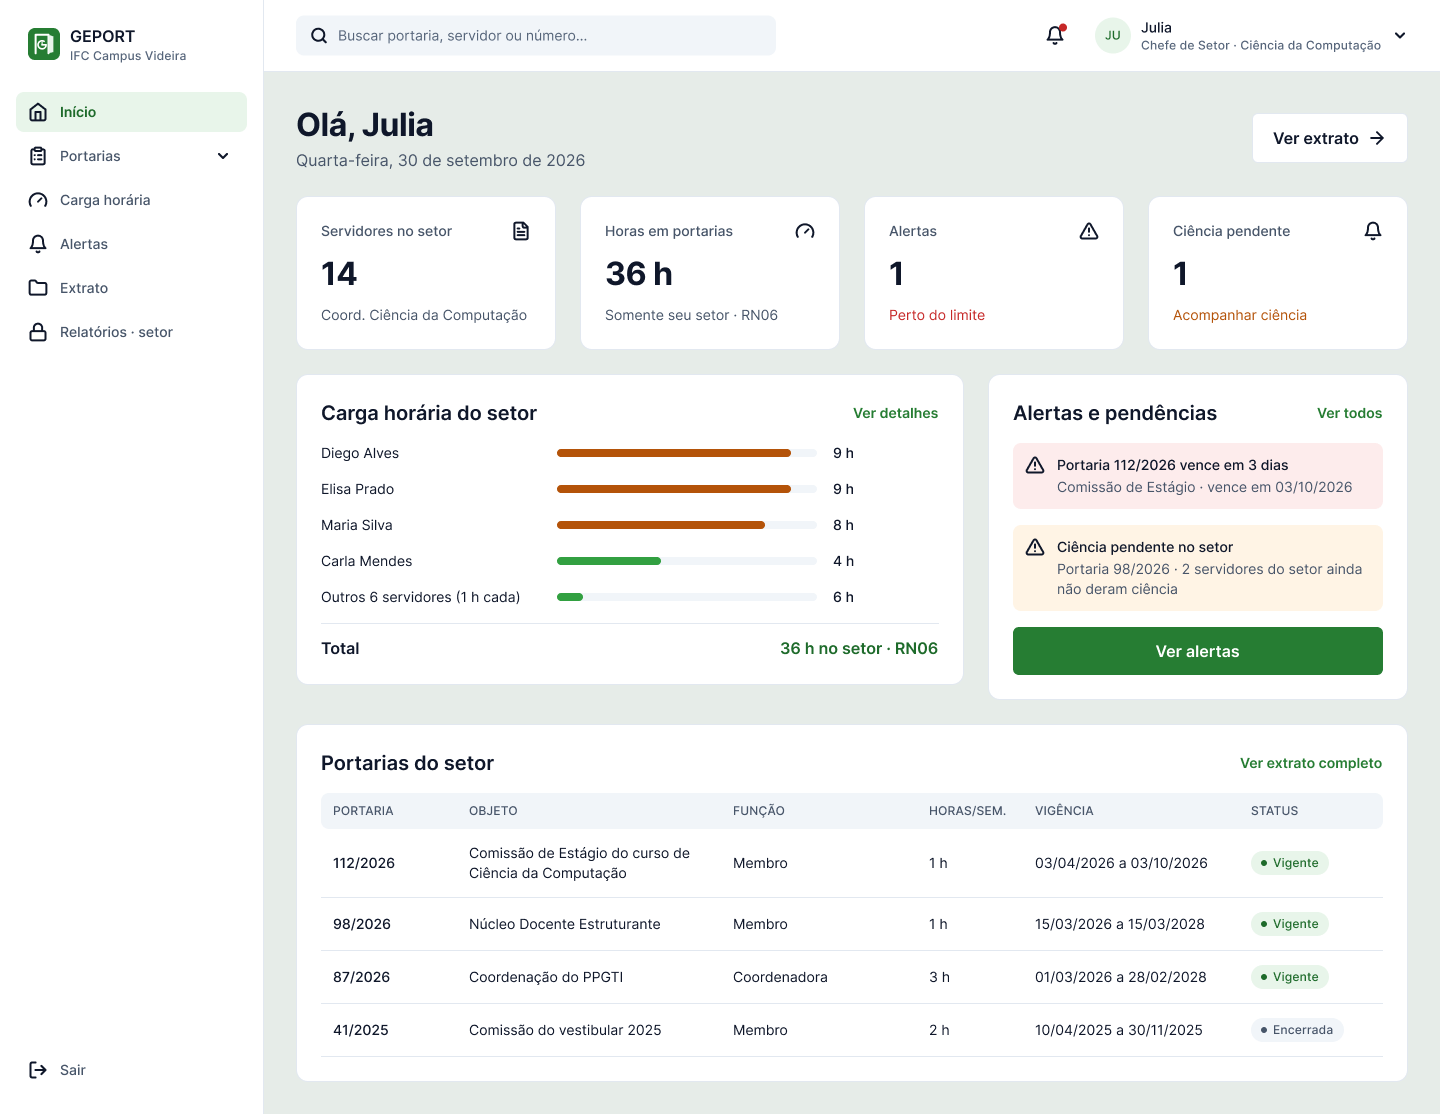 GEPORT
IFC Campus Videira
Início
Portarias
Carga horária
Alertas
Extrato
Relatórios · setor
Sair
Buscar portaria, servidor ou número...
JU
Julia
Chefe de Setor · Ciência da Computação
Olá, Julia
Quarta-feira, 30 de setembro de 2026
Ver extrato
Servidores no setor
14
Coord. Ciência da Computação
Horas em portarias
36 h
Somente seu setor · RN06
Alertas
1
Perto do limite
Ciência pendente
1
Acompanhar ciência
Carga horária do setor
Ver detalhes
Diego Alves
9 h
Elisa Prado
9 h
Maria Silva
8 h
Carla Mendes
4 h
Outros 6 servidores (1 h cada)
6 h
Total
36 h no setor · RN06
Alertas e pendências
Ver todos
Portaria 112/2026 vence em 3 dias
Comissão de Estágio · vence em 03/10/2026
Ciência pendente no setor
Portaria 98/2026 · 2 servidores do setor ainda
não deram ciência
Ver alertas
Portarias do setor
Ver extrato completo
PORTARIA OBJETO FUNÇÃO HORAS/SEM. VIGÊNCIA STATUS
112/2026 Comissão de Estágio do curso de
Ciência da Computação Membro 1 h 03/04/2026 a 03/10/2026 Vigente
98/2026 Núcleo Docente Estruturante Membro 1 h 15/03/2026 a 15/03/2028 Vigente
87/2026 Coordenação do PPGTI Coordenadora 3 h 01/03/2026 a 28/02/2028 Vigente
41/2025 Comissão do vestibular 2025 Membro 2 h 10/04/2025 a 30/11/2025 Encerrada